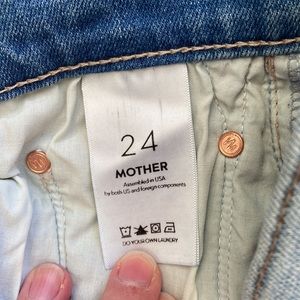 24
MOTHER
Assembled in USA
by both US and foreign components
DO YOUR OWN LAUNDRY